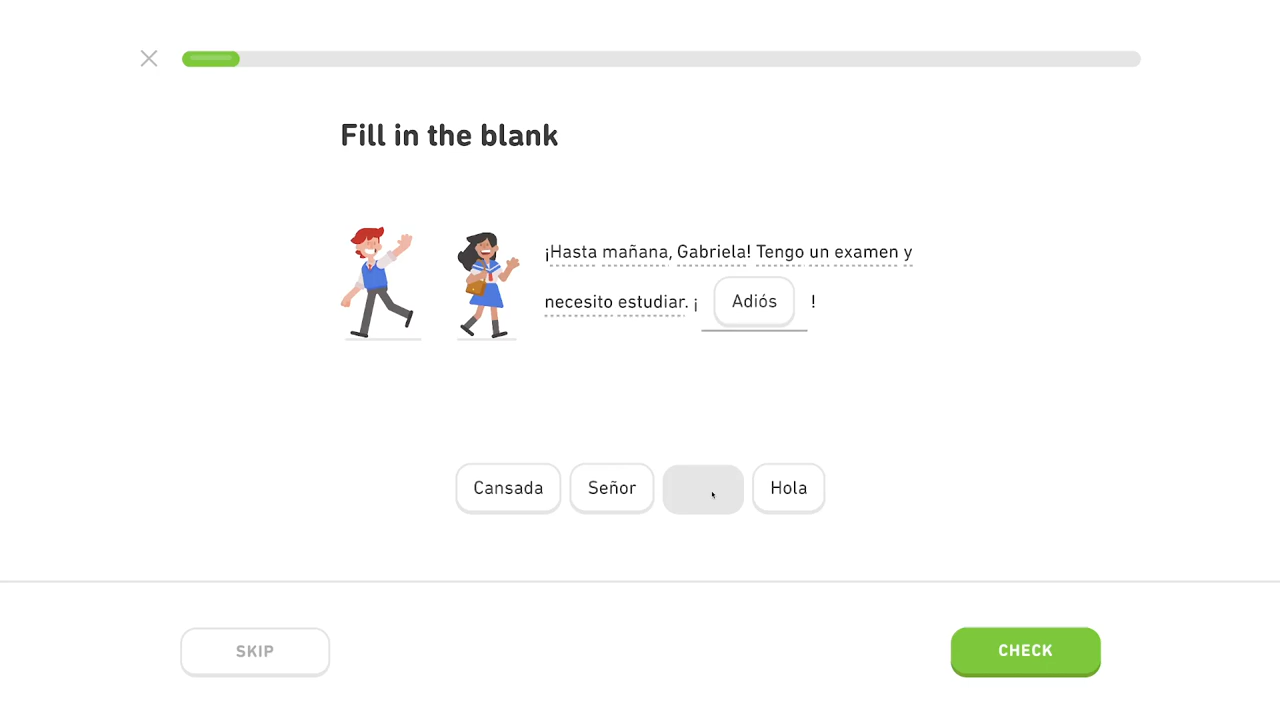 Fill in the blank
¡Hasta mañana, Gabriela! Tengo un examen y
necesito estudiar. ¡ Adiós !
Cansada Señor Hola
SKIP CHECK